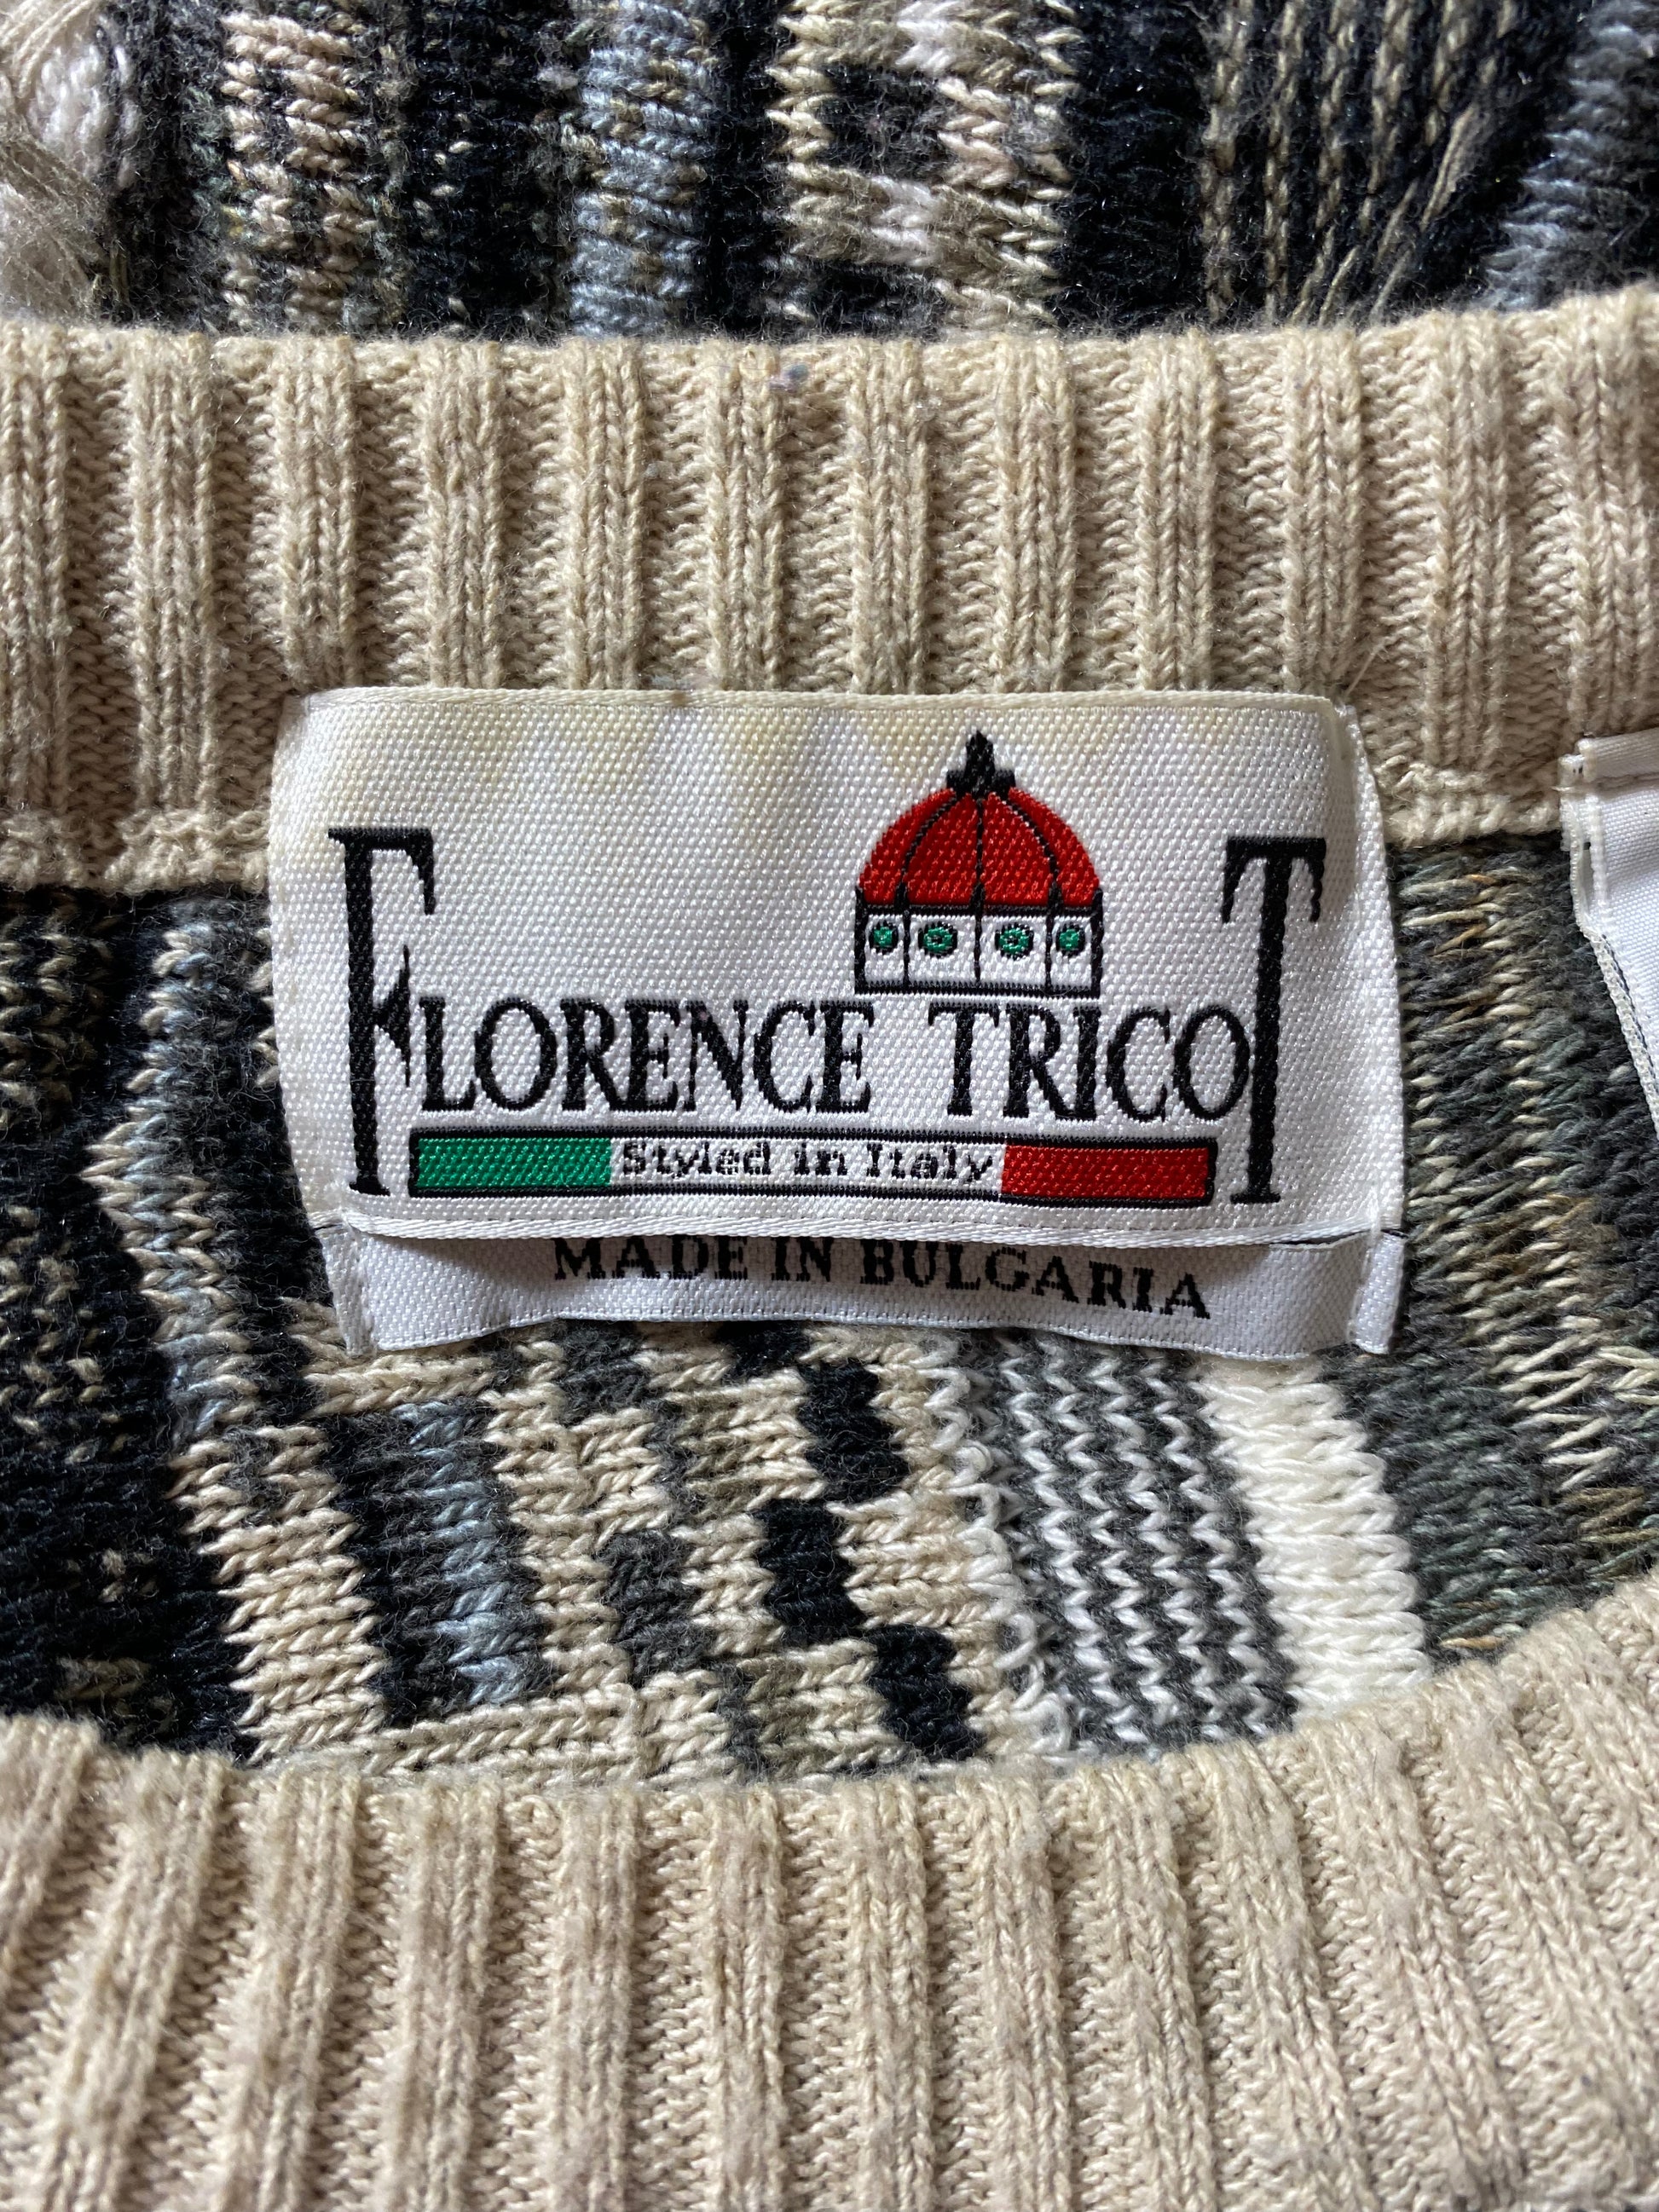 FLORENCE TRICOT
Styled in Italy
MADE IN BULGARIA